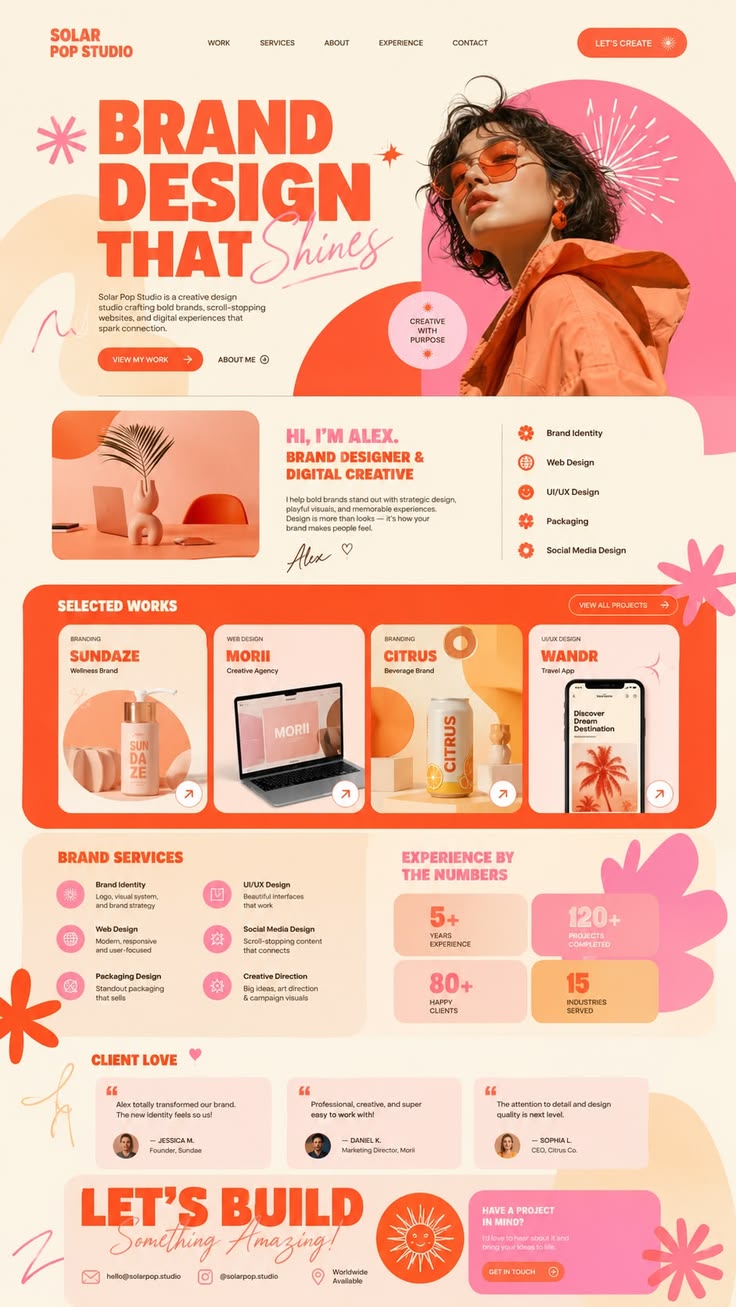 SOLAR
POP STUDIO
WORK
SERVICES
ABOUT
EXPERIENCE
CONTACT
LET'S CREATE
BRAND
DESIGN
THAT Shines
Solar Pop Studio is a creative design
studio crafting bold brands, scroll-stopping
websites, and digital experiences that
spark connection.
VIEW MY WORK
ABOUT ME
CREATIVE
WITH
PURPOSE
HI, I'M ALEX.
BRAND DESIGNER &
DIGITAL CREATIVE
I help bold brands stand out with strategic design,
playful visuals, and memorable experiences.
Design is more than looks — it's how your
brand makes people feel.
Alex
Brand Identity
Web Design
UI/UX Design
Packaging
Social Media Design
SELECTED WORKS
VIEW ALL PROJECTS
BRANDING
SUNDAZE
Wellness Brand
SUN
DA
ZE
WEB DESIGN
MORII
Creative Agency
MORII
BRANDING
CITRUS
Beverage Brand
CITRUS
UI/UX DESIGN
WANDR
Travel App
Discover
Dream
Destination
BRAND SERVICES
Brand Identity
Logo, visual system,
and brand strategy
UI/UX Design
Beautiful interfaces
that work
Web Design
Modern, responsive
and user-focused
Social Media Design
Scroll-stopping content
that connects
Packaging Design
Standout packaging
that sells
Creative Direction
Big ideas, art direction
& campaign visuals
EXPERIENCE BY
THE NUMBERS
5+
YEARS
EXPERIENCE
120+
PROJECTS
COMPLETED
80+
HAPPY
CLIENTS
15
INDUSTRIES
SERVED
CLIENT LOVE
“
Alex totally transformed our brand.
The new identity feels so us!
— JESSICA M.
Founder, Sundae
“
Professional, creative, and super
easy to work with!
— DANIEL K.
Marketing Director, Morii
“
The attention to detail and design
quality is next level.
— SOPHIA L.
CEO, Citrus Co.
LET'S BUILD
Something Amazing!
hello@solarpop.studio
@solarpop.studio
Worldwide
Available
HAVE A PROJECT
IN MIND?
I'd love to hear about it and
bring your ideas to life.
GET IN TOUCH